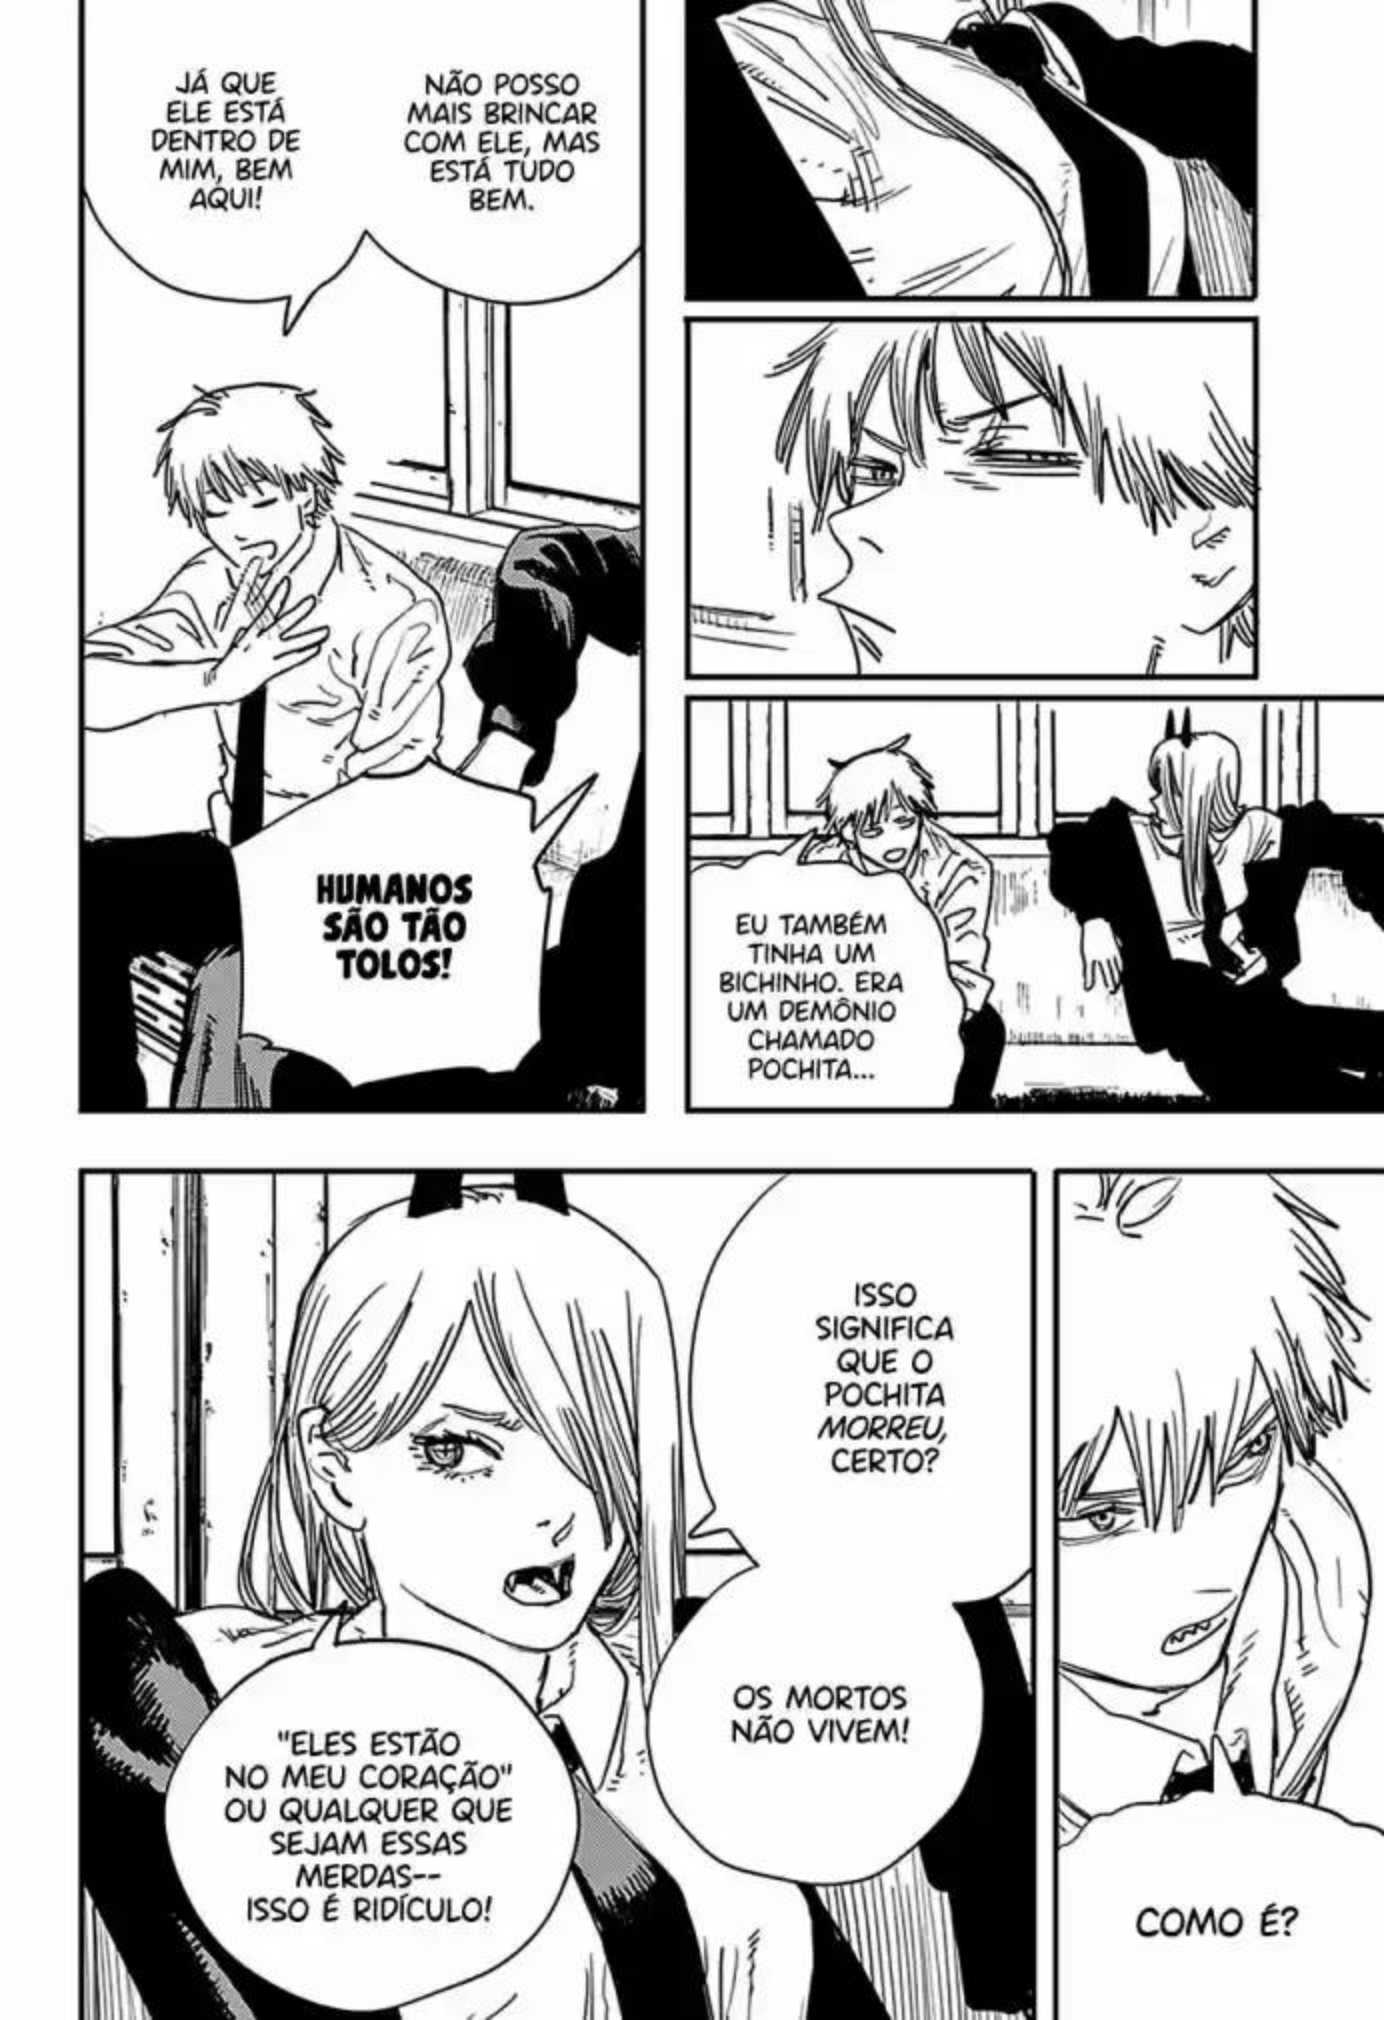 EU TAMBÉM
TINHA UM
BICHINHO. ERA
UM DEMÔNIO
CHAMADO
POCHITA...
NÃO POSSO
MAIS BRINCAR
COM ELE, MAS
ESTÁ TUDO
BEM.
JÁ QUE
ELE ESTÁ
DENTRO DE
MIM, BEM
AQUI!
HUMANOS
SÃO TÃO
TOLOS!
COMO É?
ISSO
SIGNIFICA
QUE O
POCHITA
MORREU,
CERTO?
OS MORTOS
NÃO VIVEM!
"ELES ESTÃO
NO MEU CORAÇÃO"
OU QUALQUER QUE
SEJAM ESSAS
MERDAS--
ISSO É RIDÍCULO!